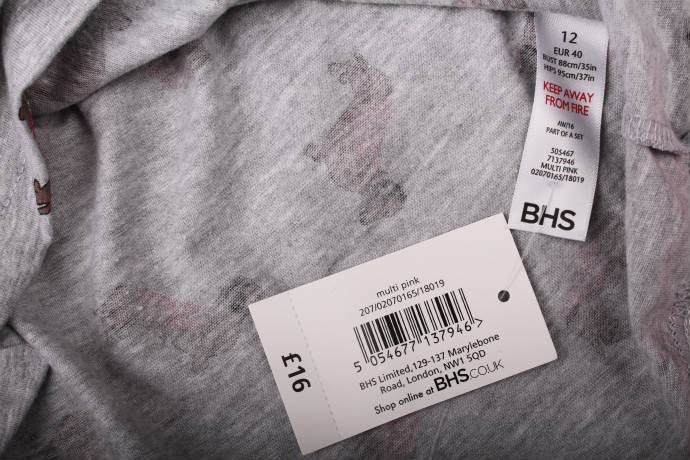 12
EUR 40
BUST 88cm/35in
HIPS 95cm/37in
KEEP AWAY
FROM FIRE
PART OF A SET
505467
7137946
MULTI PINK
02070165/18019
BHS
multi pink
207/02070165/18019
5 054677 137946 >
BHS Limited,129-137 Marylebone
Road, London, NW1 5QD
Shop online at BHS.CO.UK
£16